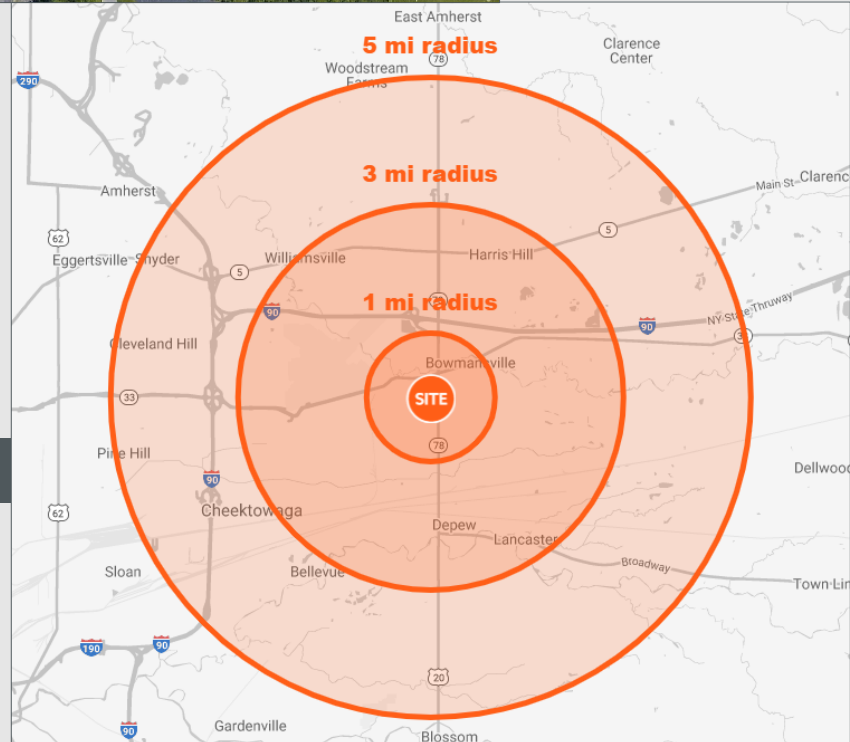 East Amherst
5 mi radius
Clarence
Center
78
Woodstream
Farms
290
3 mi radius
Main St
Clarenc
Amherst
5
62
Eggertsville
Snyder
Williamsville
Harris Hill
5
1 mi radius
90
90
NY State Thruway
Cleveland Hill
Bowmansville
33
SITE
78
Pine Hill
Dellwood
90
Cheektowaga
62
Depew
Lancaster
Sloan
Bellevue
Broadway
Town Lin
190
90
20
Gardenville
90
Blossom